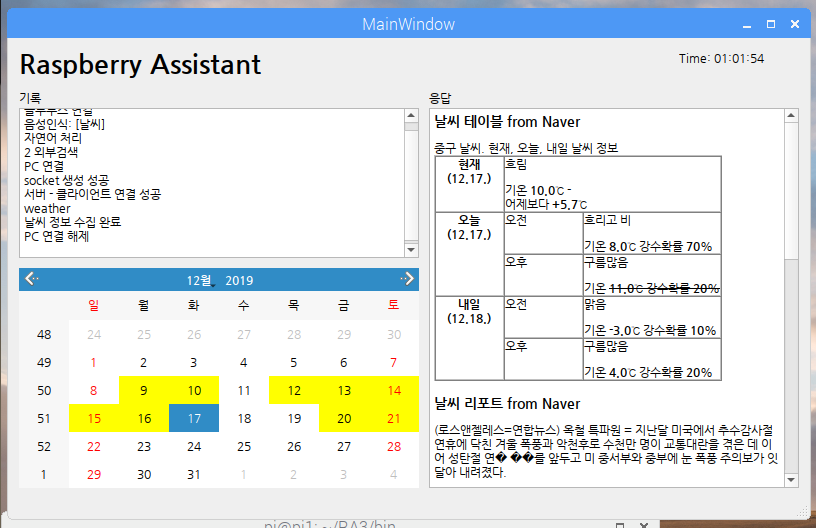 MainWindow
Raspberry Assistant
Time: 01:01:54
기록
블루투스 연결
음성인식: [날씨]
자연어 처리
2 외부검색
PC 연결
socket 생성 성공
서버 - 클라이언트 연결 성공
weather
날씨 정보 수집 완료
PC 연결 해제
12월 2019
일 월 화 수 목 금 토
48 24 25 26 27 28 29 30
49 1 2 3 4 5 6 7
50 8 9 10 11 12 13 14
51 15 16 17 18 19 20 21
52 22 23 24 25 26 27 28
1 29 30 31 1 2 3 4
응답
날씨 테이블 from Naver
중구 날씨. 현재, 오늘, 내일 날씨 정보
현재 흐림
(12.17.)
기온 10.0℃ -
어제보다 +5.7℃
오늘 오전 흐리고 비
(12.17.)
기온 8.0℃ 강수확률 70%
오후 구름많음
기온 11.0℃ 강수확률 20%
내일 오전 맑음
(12.18.)
기온 -3.0℃ 강수확률 10%
오후 구름많음
기온 4.0℃ 강수확률 20%
날씨 리포트 from Naver
(로스앤젤레스=연합뉴스) 옥철 특파원 = 지난달 미국에서 추수감사절
연휴에 닥친 겨울 폭풍과 악천후로 수천만 명이 교통대란을 겪은 데 이
어 성탄절 연� ��를 앞두고 미 중서부와 중부에 눈 폭풍 주의보가 잇
달아 내려졌다.
pi@pi1: ~/RA3/bin